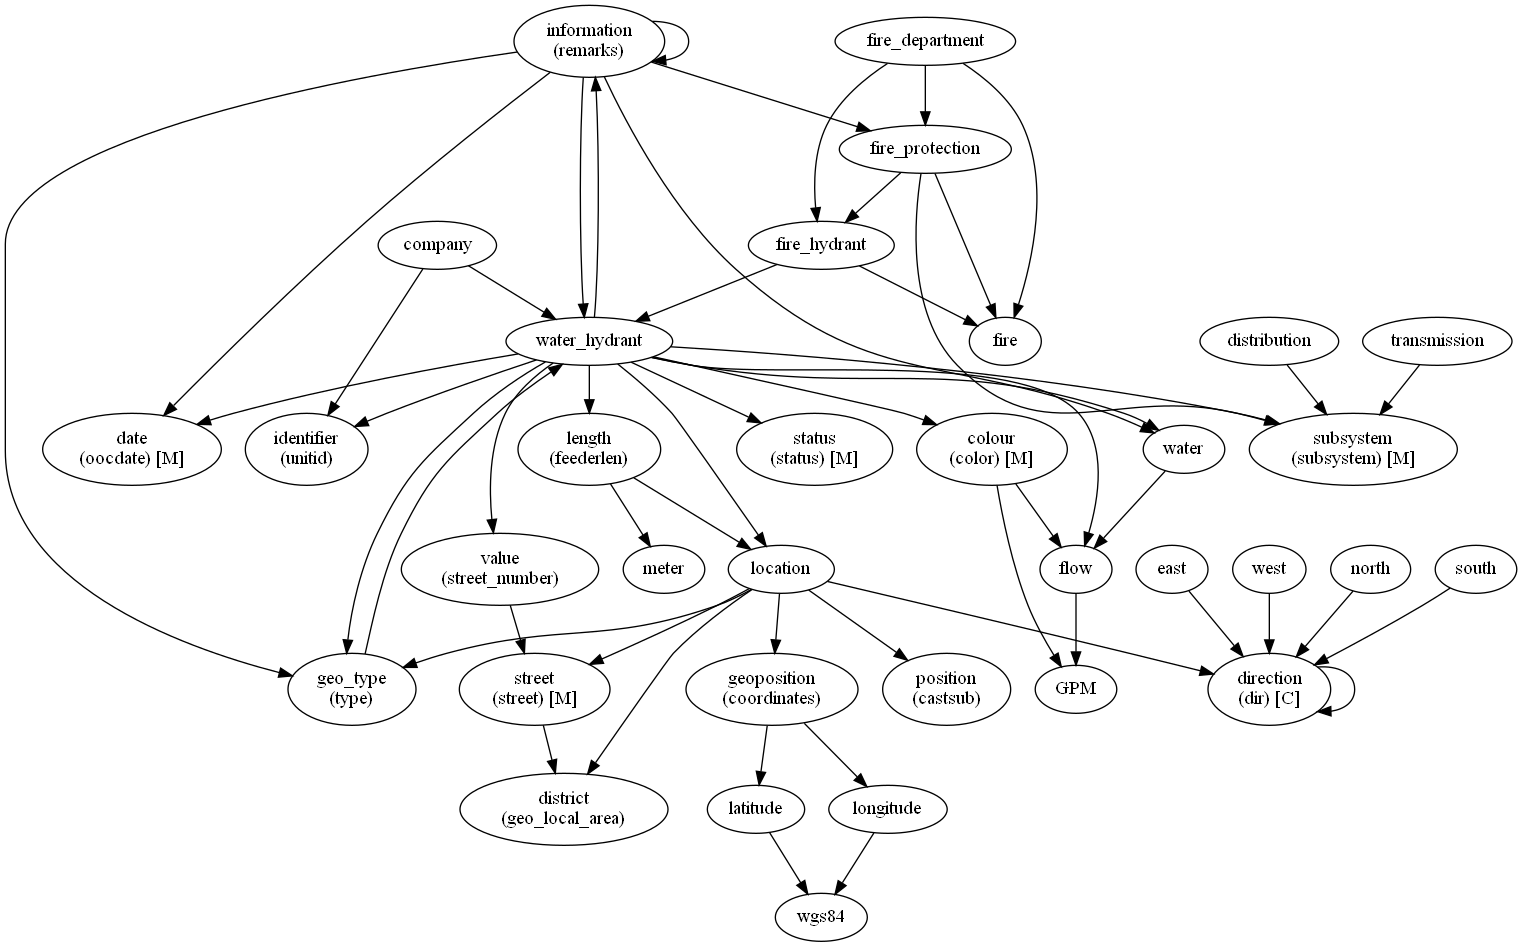 information
(remarks)
fire_department
fire_protection
company
fire_hydrant
water_hydrant
fire
distribution
transmission
date
(oocdate) [M]
identifier
(unitid)
length
(feederlen)
status
(status) [M]
colour
(color) [M]
water
subsystem
(subsystem) [M]
value
(street_number)
meter
location
flow
east
west
north
south
geo_type
(type)
street
(street) [M]
geoposition
(coordinates)
position
(castsub)
GPM
direction
(dir) [C]
district
(geo_local_area)
latitude
longitude
wgs84